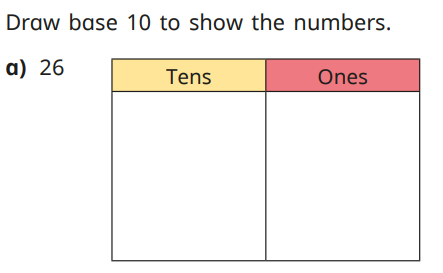 Draw base 10 to show the numbers.
a) 26
Tens Ones